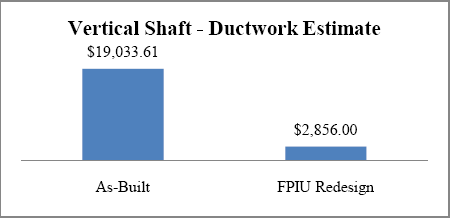 Vertical Shaft - Ductwork Estimate
$19,033.61
$2,856.00
As-Built
FPIU Redesign